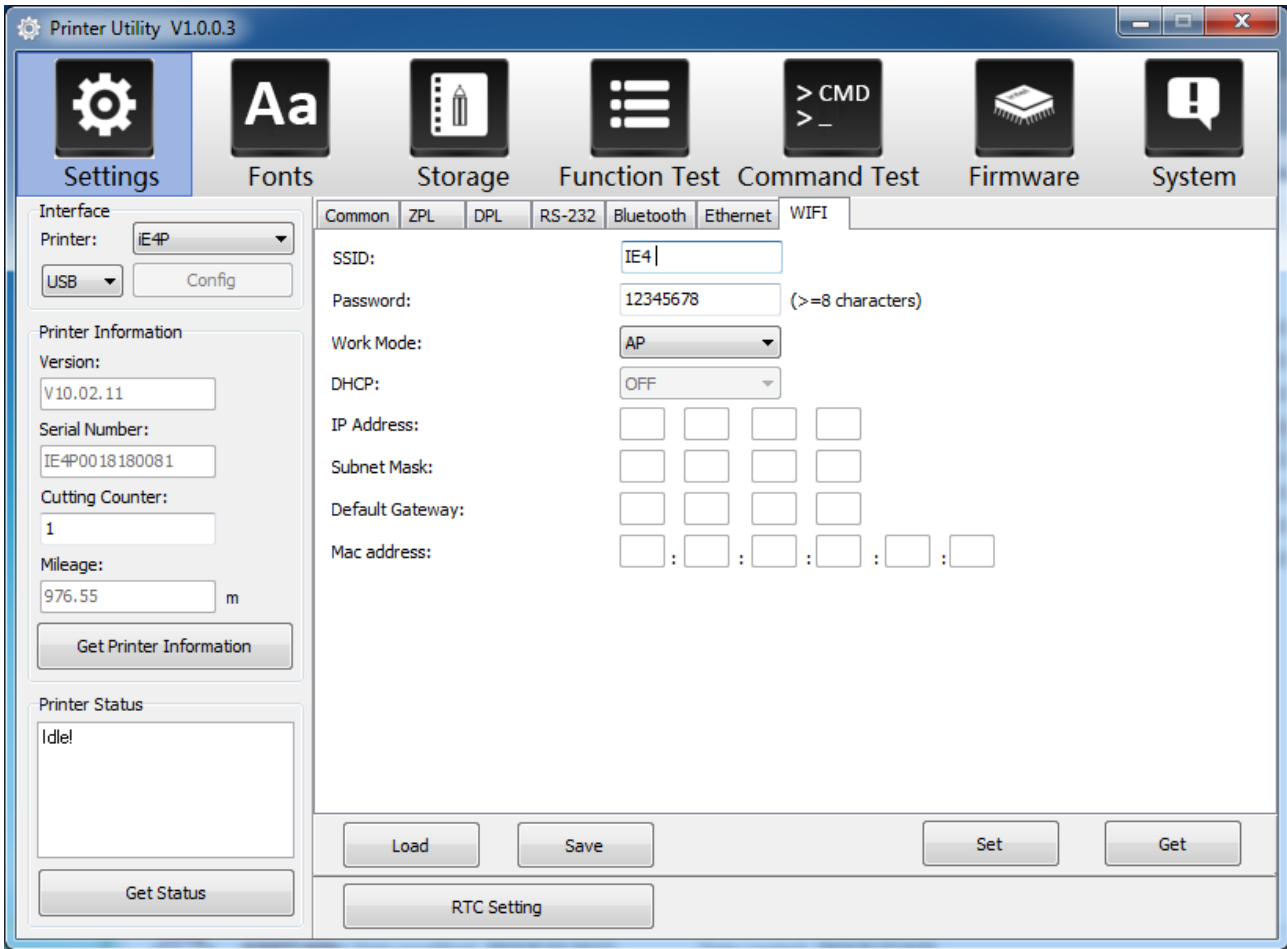 Printer Utility V1.0.0.3
Aa
> CMD
> _
Settings
Fonts
Storage
Function Test
Command Test
Firmware
System
Interface
Printer: iE4P
USB Config
Printer Information
Version:
V10.02.11
Serial Number:
IE4P0018180081
Cutting Counter:
1
Mileage:
976.55 m
Get Printer Information
Printer Status
Idle!
Get Status
Common ZPL DPL RS-232 Bluetooth Ethernet WIFI
SSID: IE4
Password: 12345678 (>=8 characters)
Work Mode: AP
DHCP: OFF
IP Address:
Subnet Mask:
Default Gateway:
Mac address: : : : : :
Load Save Set Get
RTC Setting